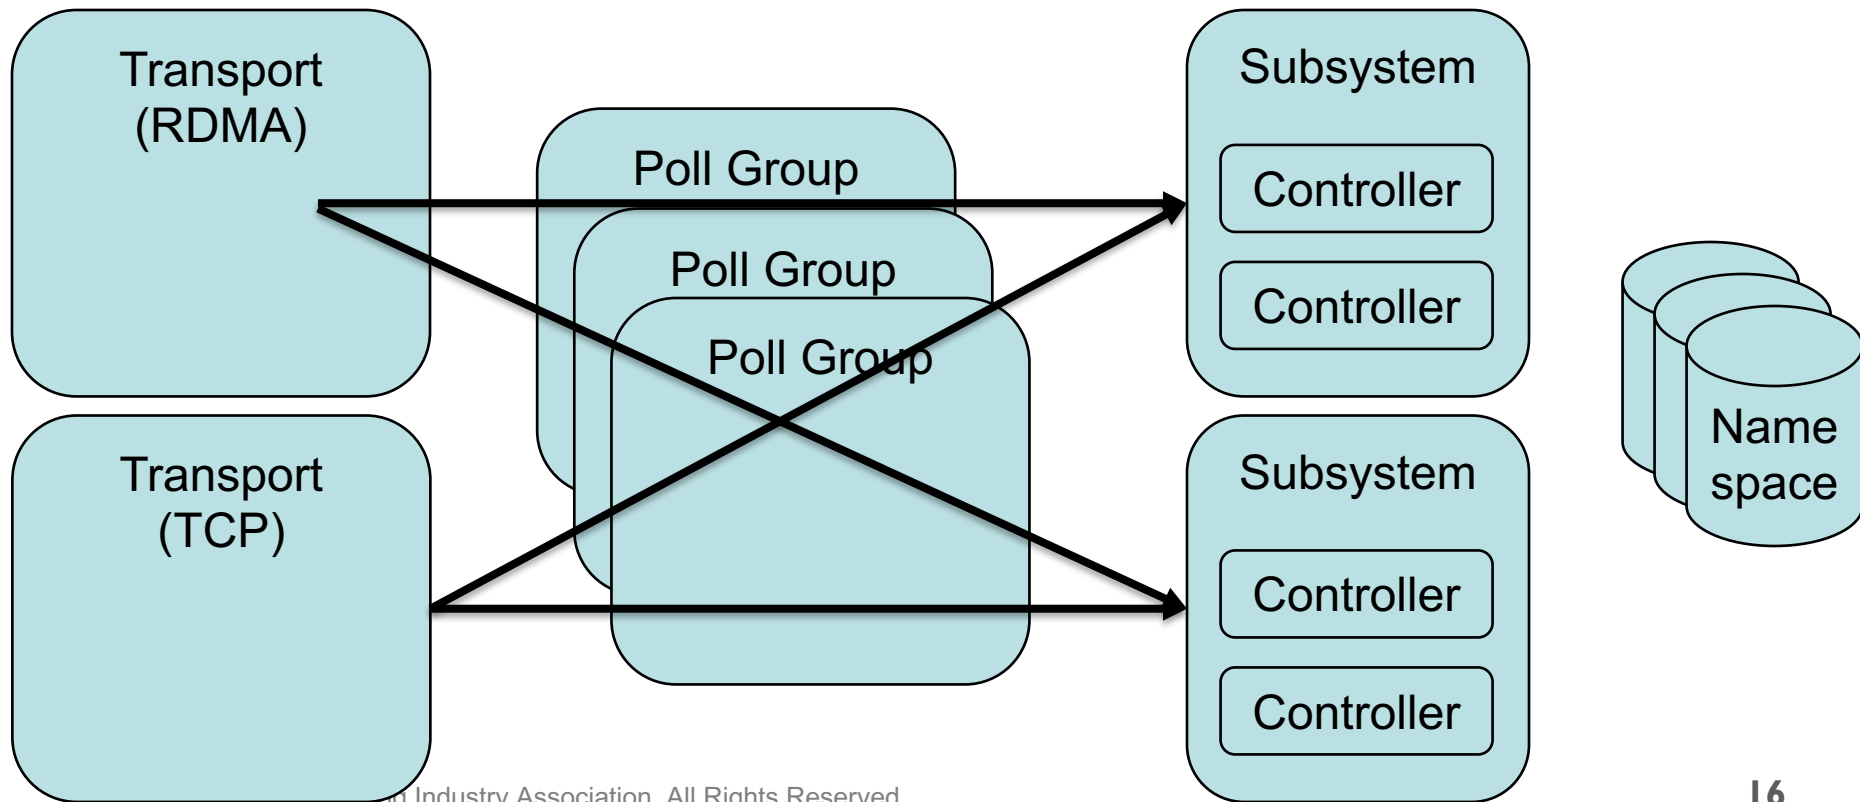 Transport
(RDMA)
Poll Group
Poll Group
Poll Group
Transport
(TCP)
Subsystem
Controller
Controller
Subsystem
Controller
Controller
Name
space
Industry Association. All Rights Reserved
16